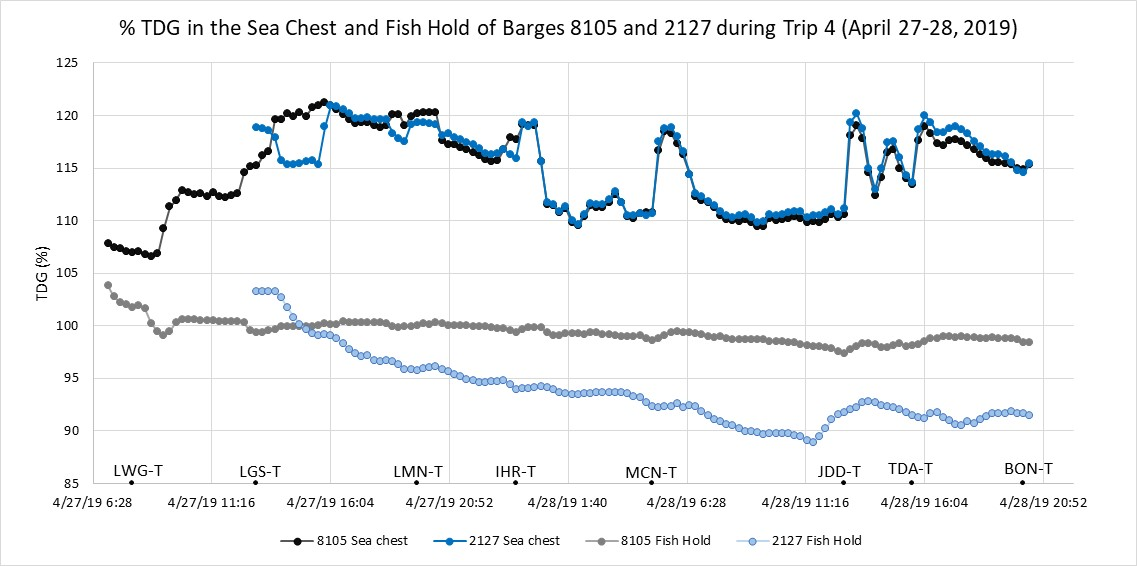 % TDG in the Sea Chest and Fish Hold of Barges 8105 and 2127 during Trip 4 (April 27-28, 2019)
125
120
115
110
105
100
95
90
85
TDG (%)
LWG-T LGS-T LMN-T IHR-T MCN-T JDD-T TDA-T BON-T
4/27/19 6:28 4/27/19 11:16 4/27/19 16:04 4/27/19 20:52 4/28/19 1:40 4/28/19 6:28 4/28/19 11:16 4/28/19 16:04 4/28/19 20:52
8105 Sea chest 2127 Sea chest 8105 Fish Hold 2127 Fish Hold